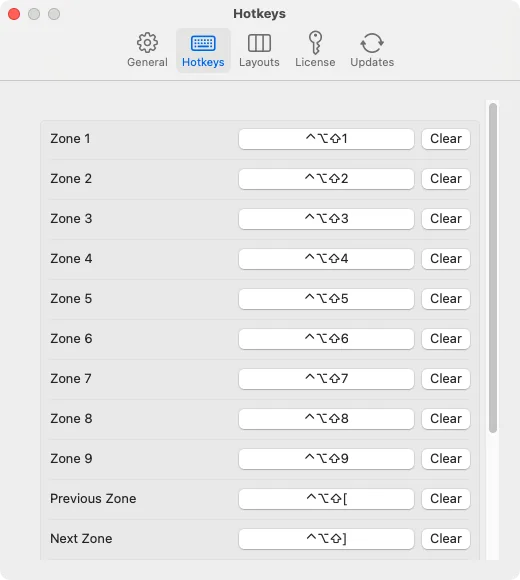 Hotkeys
General Hotkeys Layouts License Updates
Zone 1 ^⌥⇧1 Clear
Zone 2 ^⌥⇧2 Clear
Zone 3 ^⌥⇧3 Clear
Zone 4 ^⌥⇧4 Clear
Zone 5 ^⌥⇧5 Clear
Zone 6 ^⌥⇧6 Clear
Zone 7 ^⌥⇧7 Clear
Zone 8 ^⌥⇧8 Clear
Zone 9 ^⌥⇧9 Clear
Previous Zone ^⌥⇧[ Clear
Next Zone ^⌥⇧] Clear